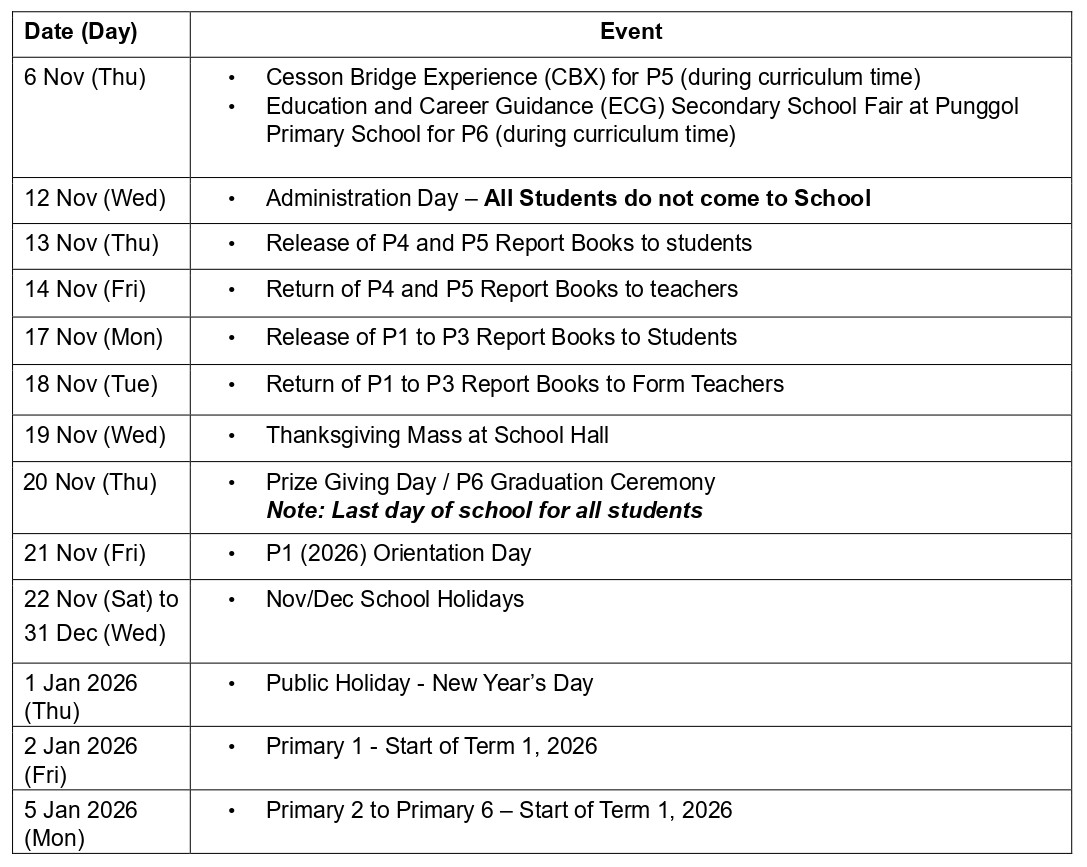 Date (Day) Event
6 Nov (Thu) • Cesson Bridge Experience (CBX) for P5 (during curriculum time)
• Education and Career Guidance (ECG) Secondary School Fair at Punggol
Primary School for P6 (during curriculum time)
12 Nov (Wed) • Administration Day – All Students do not come to School
13 Nov (Thu) • Release of P4 and P5 Report Books to students
14 Nov (Fri) • Return of P4 and P5 Report Books to teachers
17 Nov (Mon) • Release of P1 to P3 Report Books to Students
18 Nov (Tue) • Return of P1 to P3 Report Books to Form Teachers
19 Nov (Wed) • Thanksgiving Mass at School Hall
20 Nov (Thu) • Prize Giving Day / P6 Graduation Ceremony
Note: Last day of school for all students
21 Nov (Fri) • P1 (2026) Orientation Day
22 Nov (Sat) to • Nov/Dec School Holidays
31 Dec (Wed)
1 Jan 2026 • Public Holiday - New Year’s Day
(Thu)
2 Jan 2026 • Primary 1 - Start of Term 1, 2026
(Fri)
5 Jan 2026 • Primary 2 to Primary 6 – Start of Term 1, 2026
(Mon)